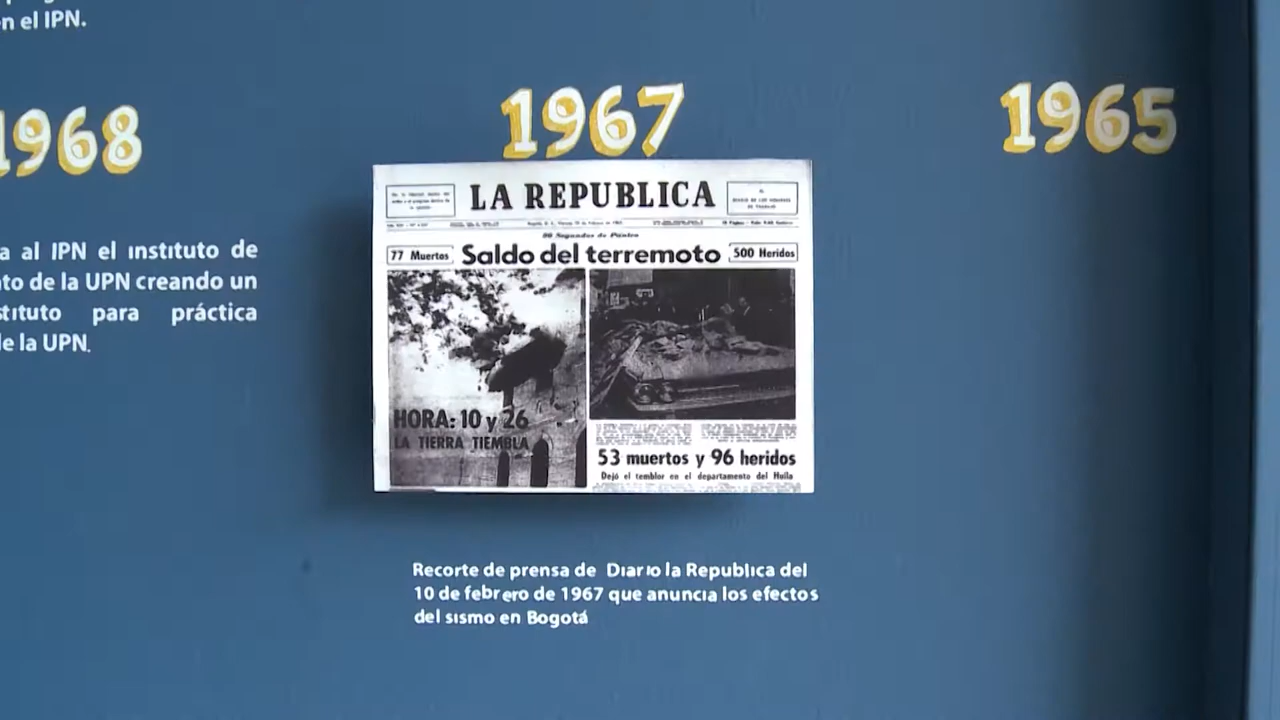 n el IPN.
1968
1967
1965
LA REPUBLICA
Saldo del terremoto
77 Muertos
500 Heridos
HORA: 10 y 26
LA TIERRA TIEMBLA
53 muertos y 96 heridos
Dejó el temblor en el departamento del Huila
a al IPN el instituto de
to de la UPN creando un
stituto para práctica
e la UPN.
Recorte de prensa de Diario la Republica del
10 de febrero de 1967 que anuncia los efectos
del sismo en Bogotá